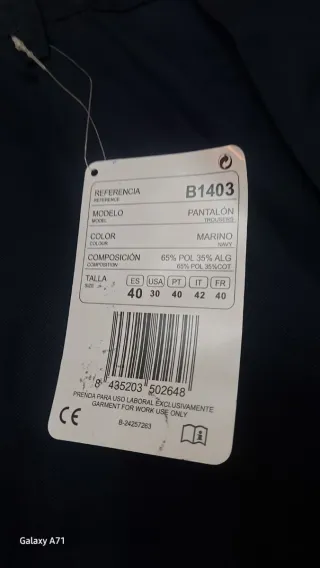 REFERENCIA B1403
REFERENCE
MODELO PANTALÓN
MODEL TROUSERS
COLOR MARINO
COLOUR NAVY
COMPOSICIÓN 65% POL 35% ALG
COMPOSITION 65% POL 35%COT
TALLA ES USA PT IT FR
SIZE 40 30 40 42 40
8 435203 502648
PRENDA PARA USO LABORAL EXCLUSIVAMENTE
GARMENT FOR WORK USE ONLY
B-24257263
CE
Galaxy A71